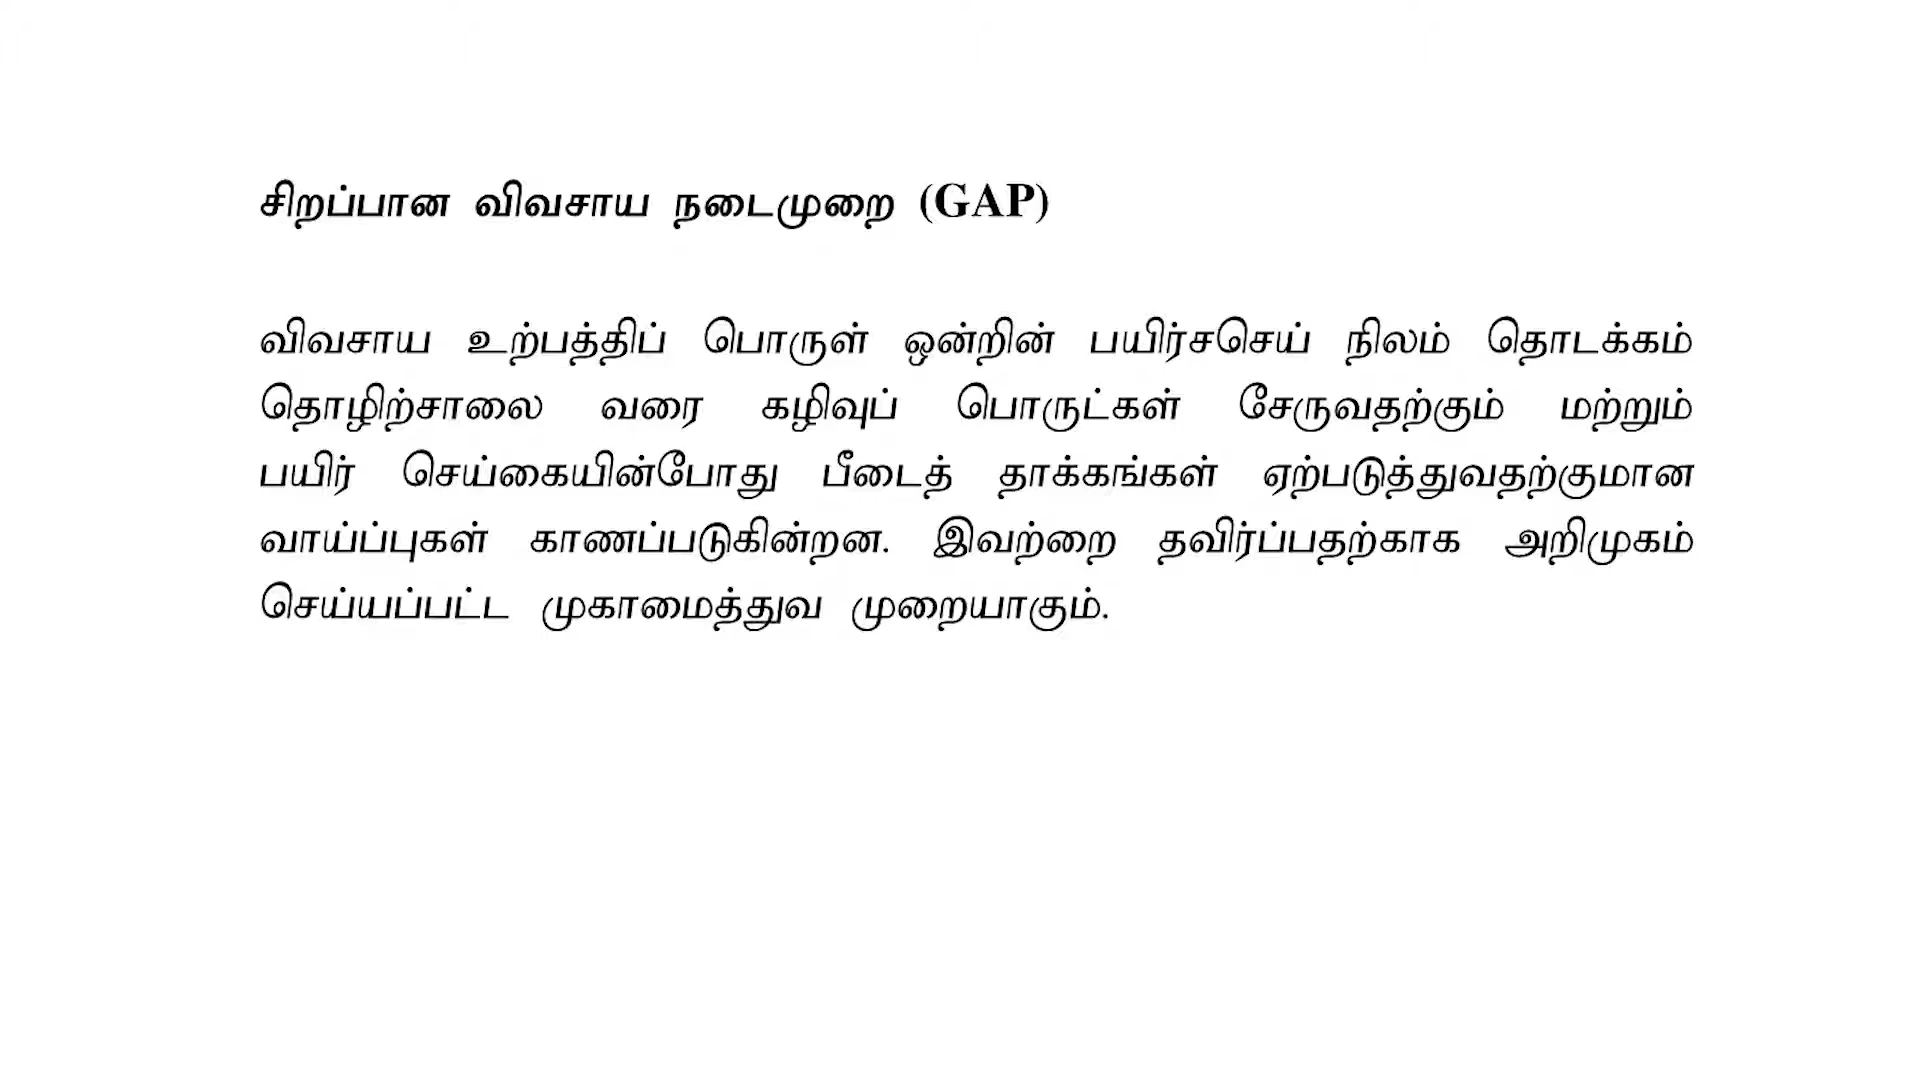 சிறப்பான விவசாய நடைமுறை (GAP)
விவசாய உற்பத்திப் பொருள் ஒன்றின் பயிர்சசெய் நிலம் தொடக்கம்
தொழிற்சாலை வரை கழிவுப் பொருட்கள் சேருவதற்கும் மற்றும்
பயிர் செய்கையின்போது பீடைத் தாக்கங்கள் ஏற்படுத்துவதற்குமான
வாய்ப்புகள் காணப்படுகின்றன. இவற்றை தவிர்ப்பதற்காக அறிமுகம்
செய்யப்பட்ட முகாமைத்துவ முறையாகும்.